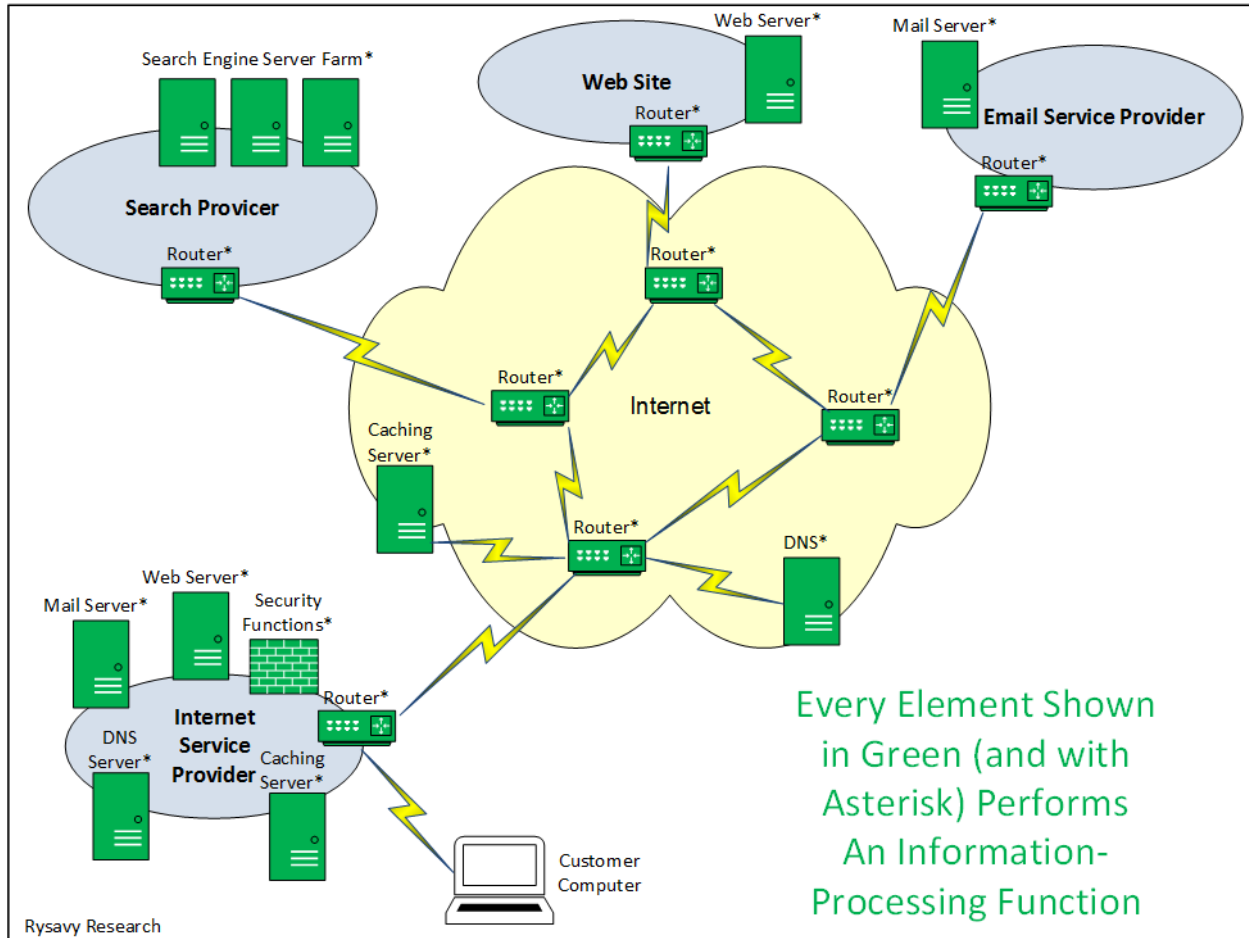 Search Engine Server Farm*
Search Provicer
Router*
Web Server*
Web Site
Router*
Mail Server*
Email Service Provider
Router*
Router*
Router*
Internet
Router*
Caching
Server*
Router*
DNS*
Web Server*
Mail Server*
Security
Functions*
Router*
Internet
Service
Provider
DNS
Server*
Caching
Server*
Customer
Computer
Every Element Shown
in Green (and with
Asterisk) Performs
An Information-
Processing Function
Rysavy Research